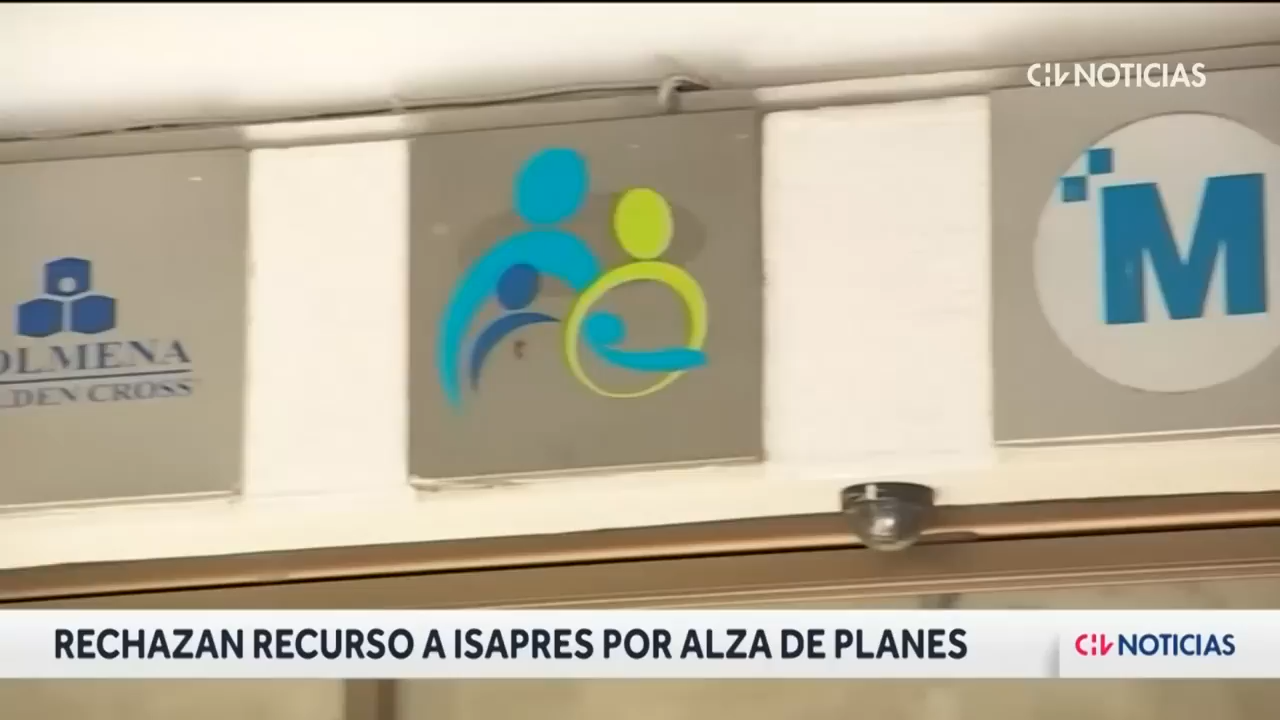 CHV NOTICIAS
OLMENA
LDEN CROSS
M
RECHAZAN RECURSO A ISAPRES POR ALZA DE PLANES
CHV NOTICIAS